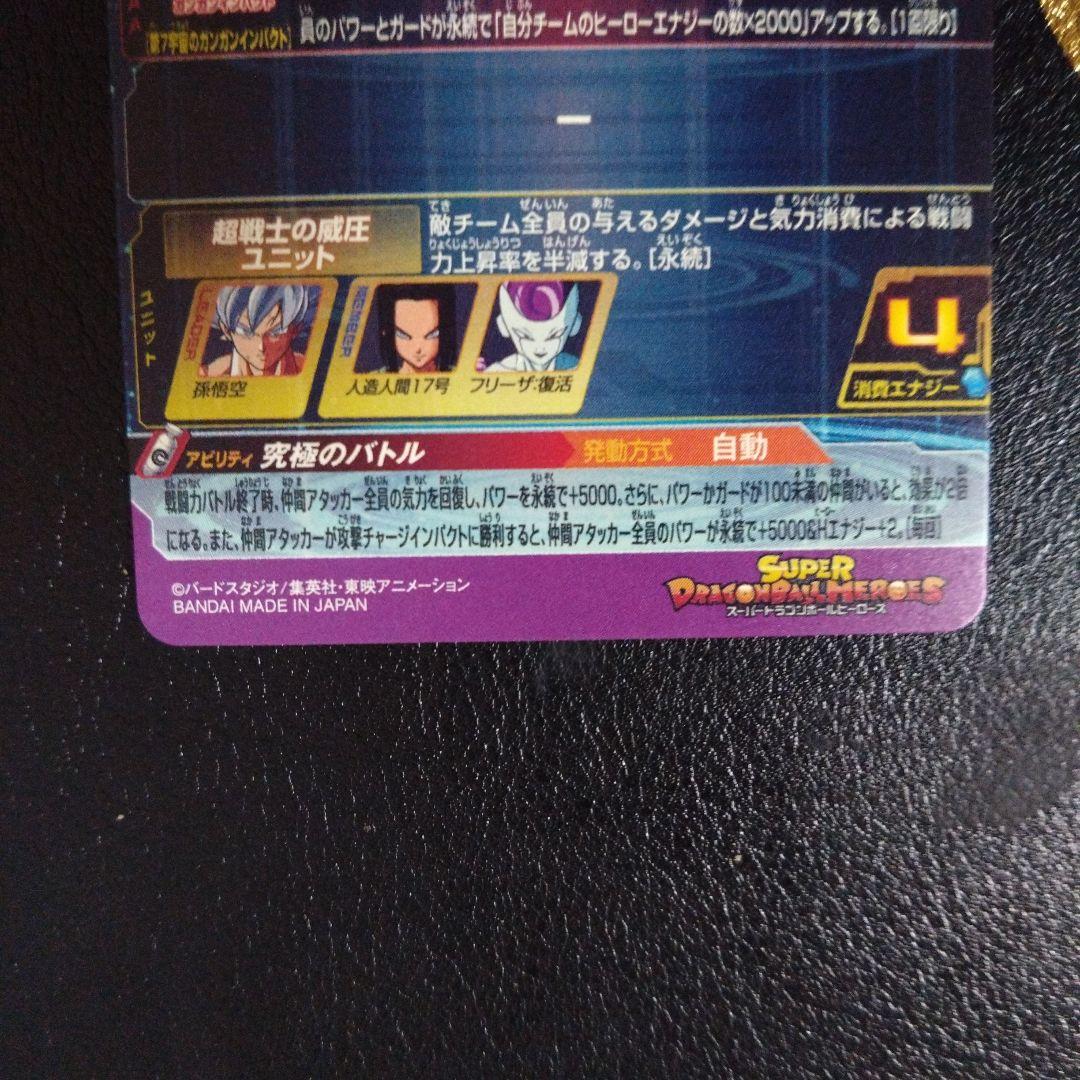 (第7宇宙のガンガンインパクト)
員のパワーとガードが永続で「自分チームのヒーローエナジーの数×2000」アップする。[1回限り]
ー
ユニット
超戦士の威圧
ユニット
敵チーム全員の与えるダメージと気力消費による戦闘
力上昇率を半減する。[永続]
LEADER
孫悟空
MEMBER
人造人間17号
フリーザ:復活
4
消費エナジー
アビリティ 究極のバトル
発動方式 自動
戦闘力バトル終了時、仲間アタッカー全員の気力を回復し、パワーを永続で+5000。さらに、パワーかガードが100未満の仲間がいると、効果が2倍
になる。また、仲間アタッカーが攻撃チャージインパクトに勝利すると、仲間アタッカー全員のパワーが永続で+5000&Hエナジー+2。[毎回]
©バードスタジオ/集英社・東映アニメーション
BANDAI MADE IN JAPAN
SUPER
DRAGONBALL HEROES
スーパードラゴンボールヒーローズ